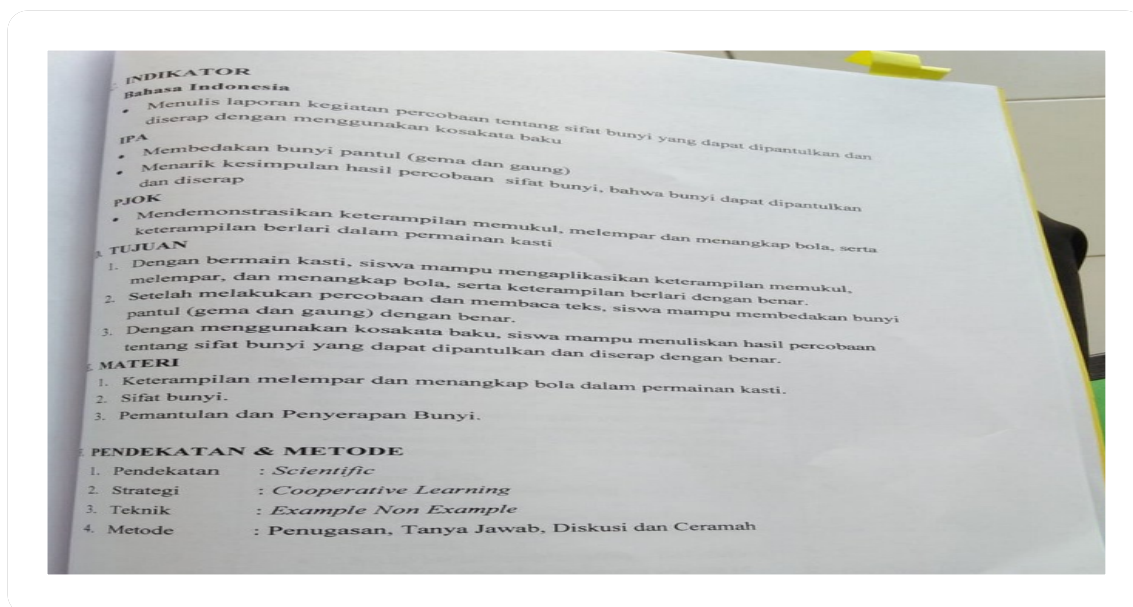 INDIKATOR
Bahasa Indonesia
• Menulis laporan kegiatan percobaan tentang sifat bunyi yang dapat dipantulkan dan
diserap dengan menggunakan kosakata baku
IPA
• Membedakan bunyi pantul (gema dan gaung)
• Menarik kesimpulan hasil percobaan sifat bunyi, bahwa bunyi dapat dipantulkan
dan diserap
PJOK
• Mendemonstrasikan keterampilan memukul, melempar dan menangkap bola, serta
keterampilan berlari dalam permainan kasti
TUJUAN
1. Dengan bermain kasti, siswa mampu mengaplikasikan keterampilan memukul,
melempar, dan menangkap bola, serta keterampilan berlari dengan benar.
2. Setelah melakukan percobaan dan membaca teks, siswa mampu membedakan bunyi
pantul (gema dan gaung) dengan benar.
3. Dengan menggunakan kosakata baku, siswa mampu menuliskan hasil percobaan
tentang sifat bunyi yang dapat dipantulkan dan diserap dengan benar.
MATERI
1. Keterampilan melempar dan menangkap bola dalam permainan kasti.
2. Sifat bunyi.
3. Pemantulan dan Penyerapan Bunyi.
PENDEKATAN & METODE
1. Pendekatan : Scientific
2. Strategi : Cooperative Learning
3. Teknik : Example Non Example
4. Metode : Penugasan, Tanya Jawab, Diskusi dan Ceramah